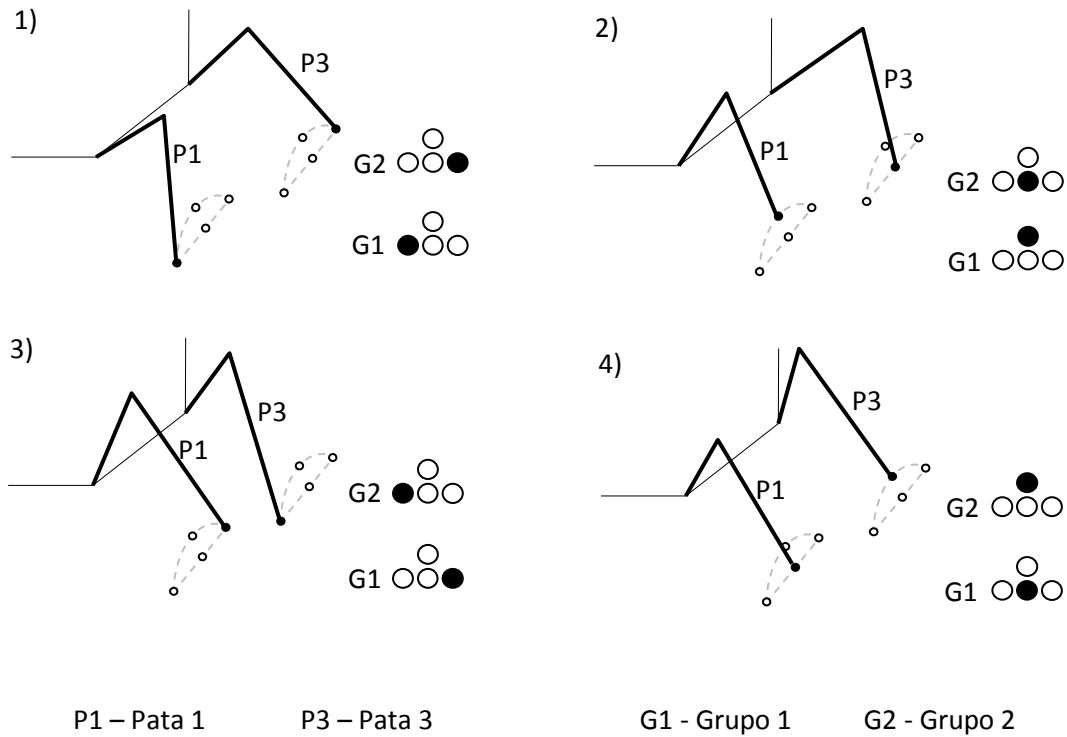 1)
P3
P1
G2
G1
2)
P3
P1
G2
G1
3)
P3
P1
G2
G1
4)
P3
P1
G2
G1
P1 – Pata 1 P3 – Pata 3 G1 - Grupo 1 G2 - Grupo 2